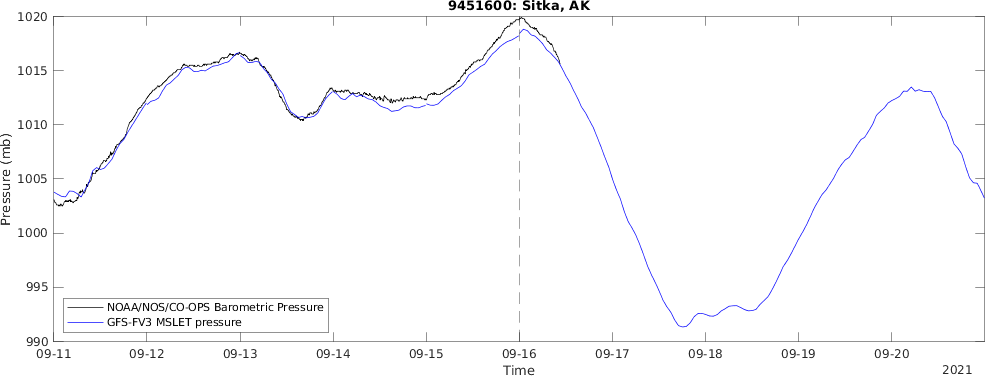 9451600: Sitka, AK
1020
1015
1010
1005
1000
995
990
Pressure (mb)
NOAA/NOS/CO-OPS Barometric Pressure
GFS-FV3 MSLET pressure
09-11 09-12 09-13 09-14 09-15 09-16 09-17 09-18 09-19 09-20
Time
2021